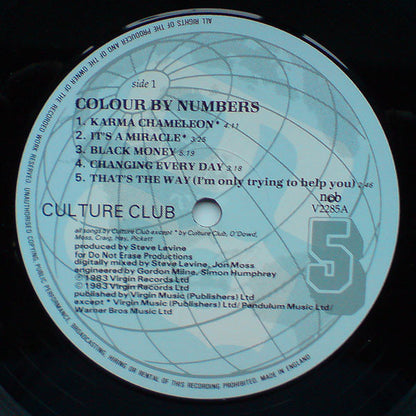 ALL RIGHTS OF THE PRODUCER AND OF THE OWNER OF THE RECORDED WORK RESERVED. UNAUTHORISED COPYING, PUBLIC PERFORMANCE, BROADCASTING, HIRING OR RENTAL OF THIS RECORDING PROHIBITED. MADE IN ENGLAND
side 1
COLOUR BY NUMBERS
1. KARMA CHAMELEON* 4:11
2. IT'S A MIRACLE* 3:25
3. BLACK MONEY 5:19
4. CHANGING EVERY DAY 3:18
5. THAT'S THE WAY (I'm only trying to help you) 2:46
CULTURE CLUB
V2285A
all songs by Culture Club except * by Culture Club, O'Dowd,
Moss, Craig, Hay, Pickett
produced by Steve Levine
for Do Not Erase Productions
digitally mixed by Steve Levine, Jon Moss
engineered by Gordon Milne, Simon Humphrey
℗1983 Virgin Records Ltd
©1983 Virgin Records Ltd
published by Virgin Music (Publishers) Ltd
except * Virgin Music (Publishers) Ltd/ Pendulum Music Ltd/
Warner Bros Music Ltd
5